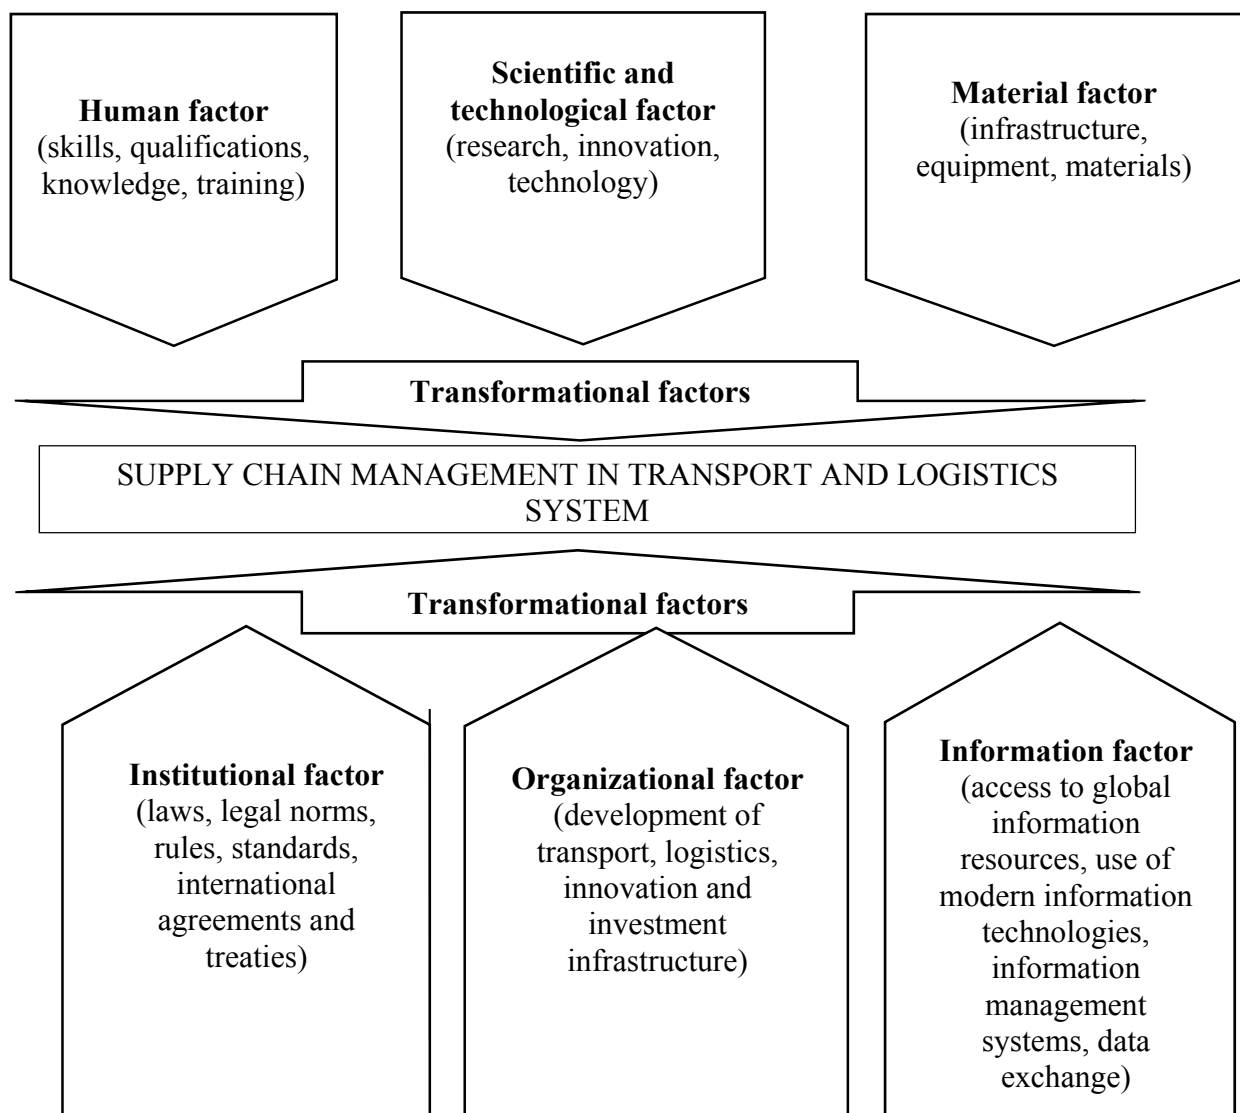 Human factor
(skills, qualifications,
knowledge, training)
Scientific and
technological factor
(research, innovation,
technology)
Material factor
(infrastructure,
equipment, materials)
Transformational factors
SUPPLY CHAIN MANAGEMENT IN TRANSPORT AND LOGISTICS
SYSTEM
Transformational factors
Institutional factor
(laws, legal norms,
rules, standards,
international
agreements and
treaties)
Organizational factor
(development of
transport, logistics,
innovation and
investment
infrastructure)
Information factor
(access to global
information
resources, use of
modern information
technologies,
information
management
systems, data
exchange)